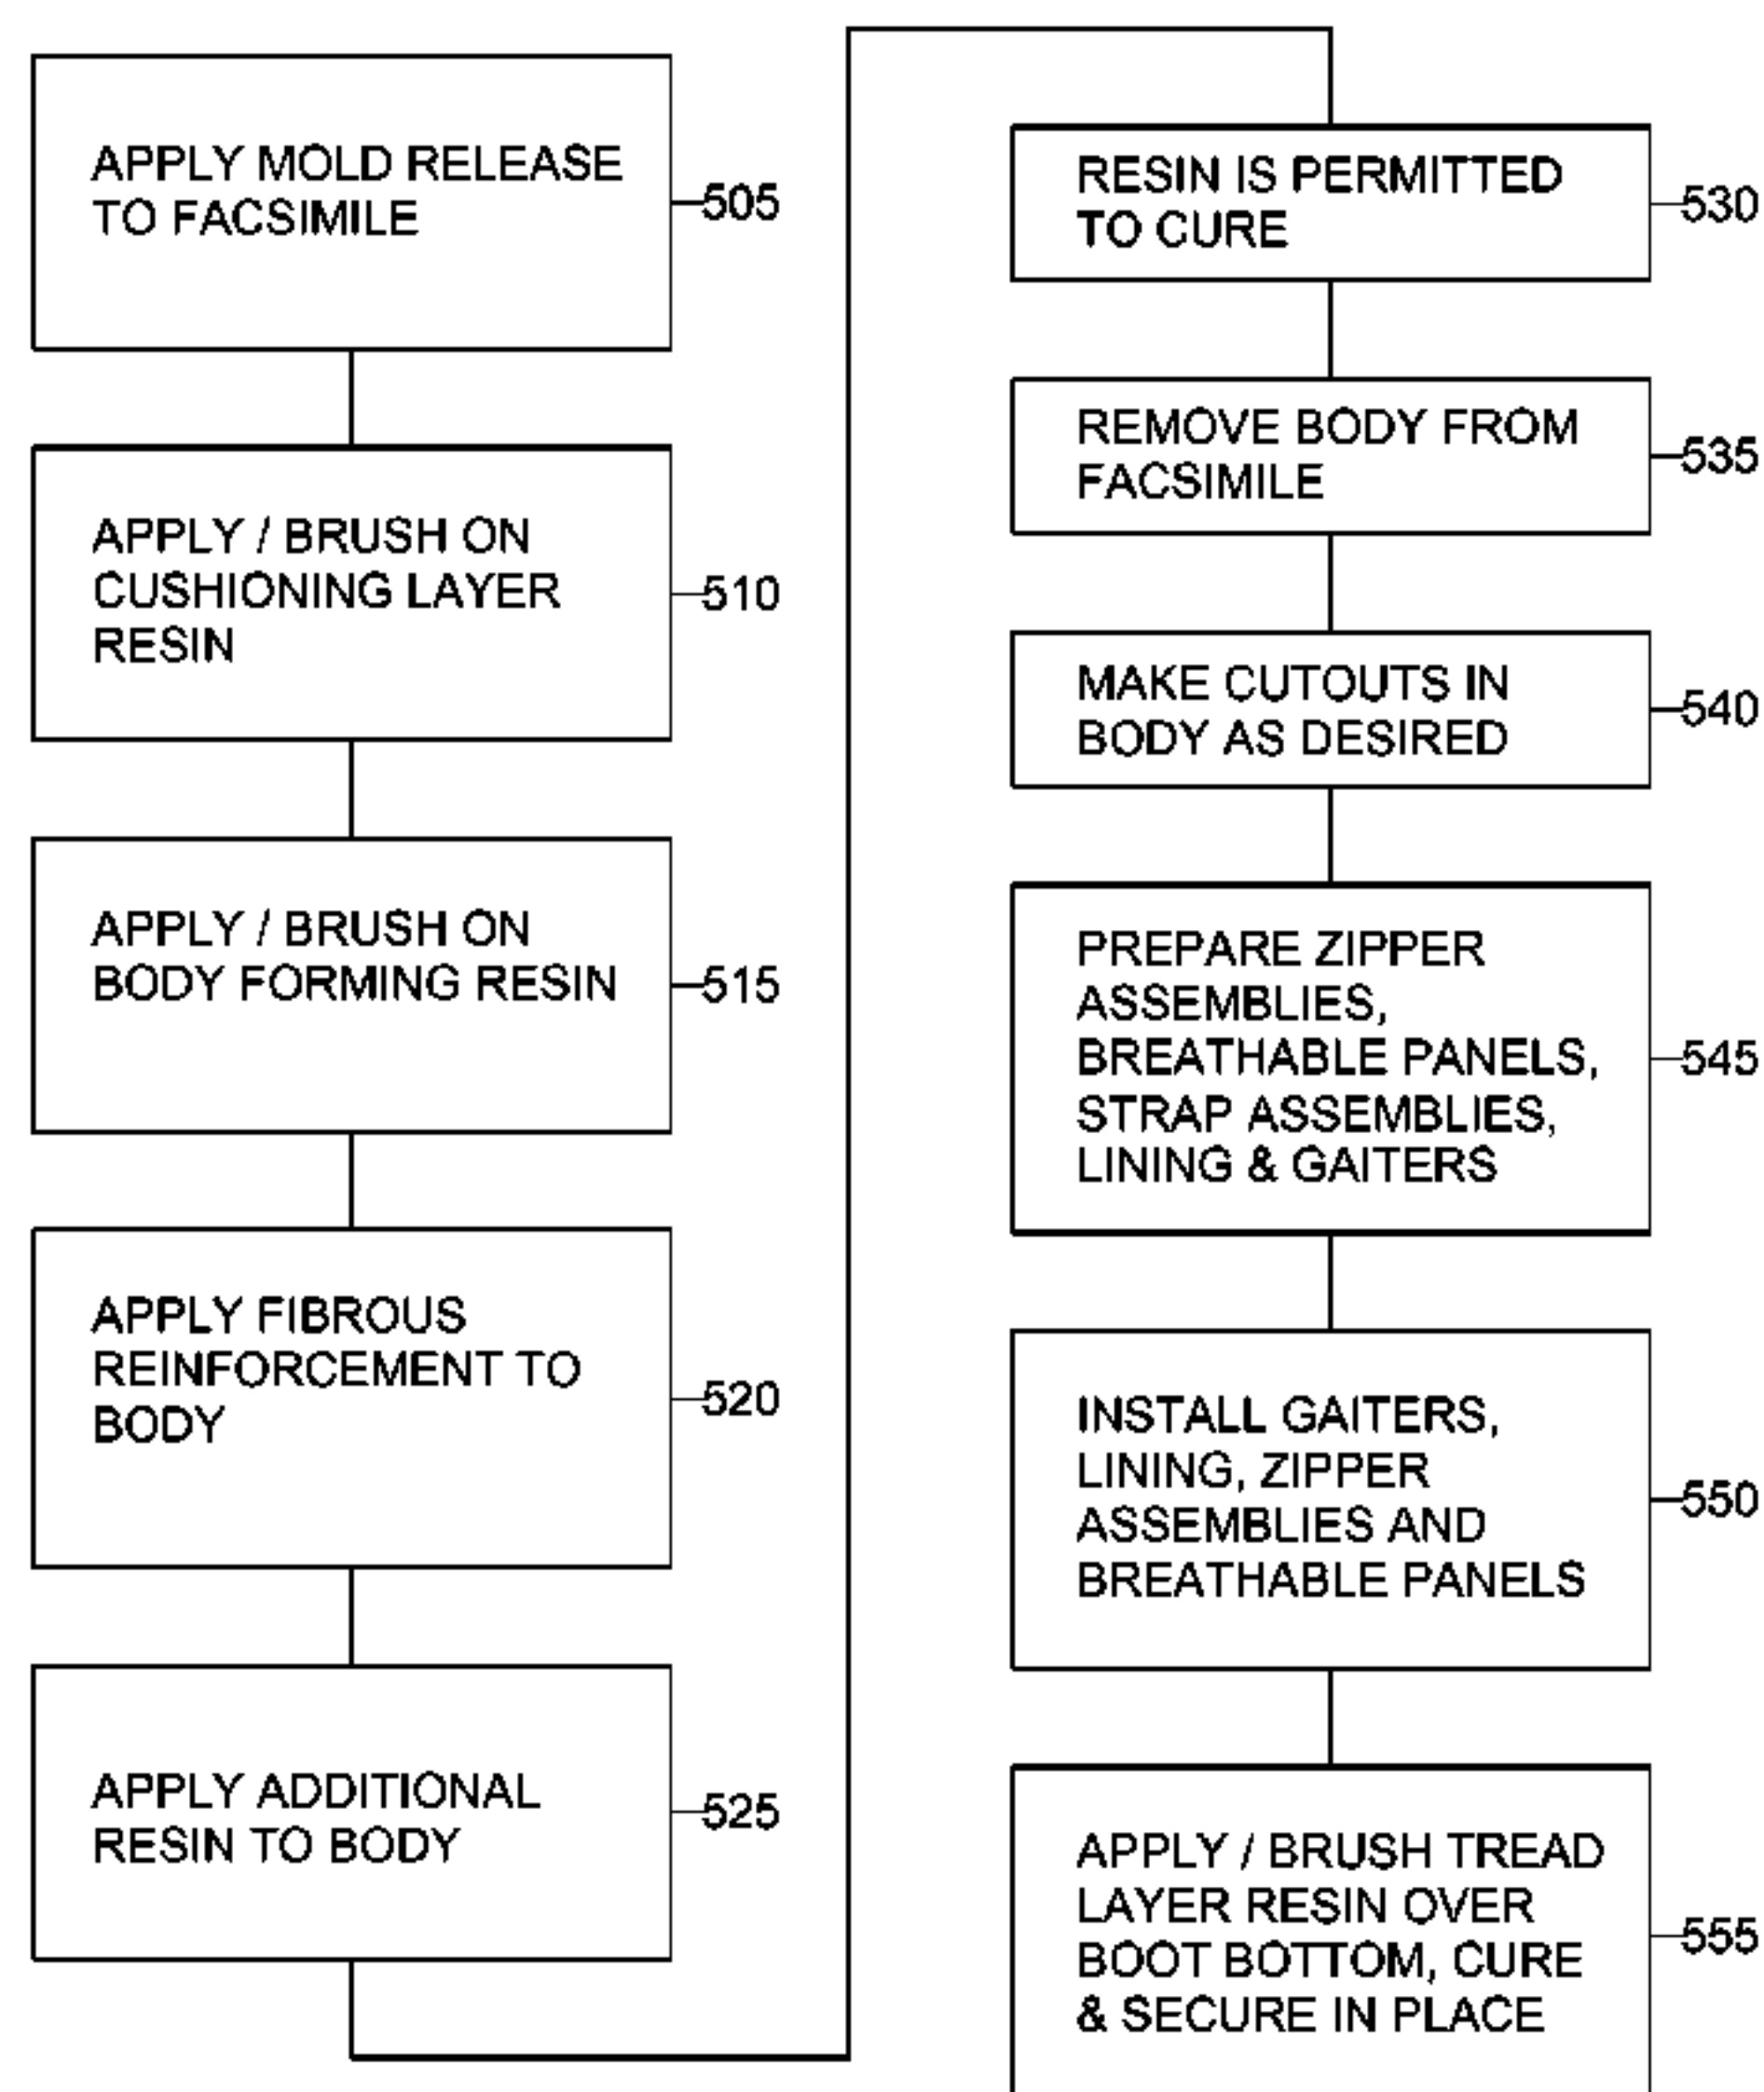 APPLY MOLD RELEASE
TO FACSIMILE
505
APPLY / BRUSH ON
CUSHIONING LAYER
RESIN
510
APPLY / BRUSH ON
BODY FORMING RESIN
515
APPLY FIBROUS
REINFORCEMENT TO
BODY
520
APPLY ADDITIONAL
RESIN TO BODY
525
RESIN IS PERMITTED
TO CURE
530
REMOVE BODY FROM
FACSIMILE
535
MAKE CUTOUTS IN
BODY AS DESIRED
540
PREPARE ZIPPER
ASSEMBLIES,
BREATHABLE PANELS,
STRAP ASSEMBLIES,
LINING & GAITERS
545
INSTALL GAITERS,
LINING, ZIPPER
ASSEMBLIES AND
BREATHABLE PANELS
550
APPLY / BRUSH TREAD
LAYER RESIN OVER
BOOT BOTTOM, CURE
& SECURE IN PLACE
555